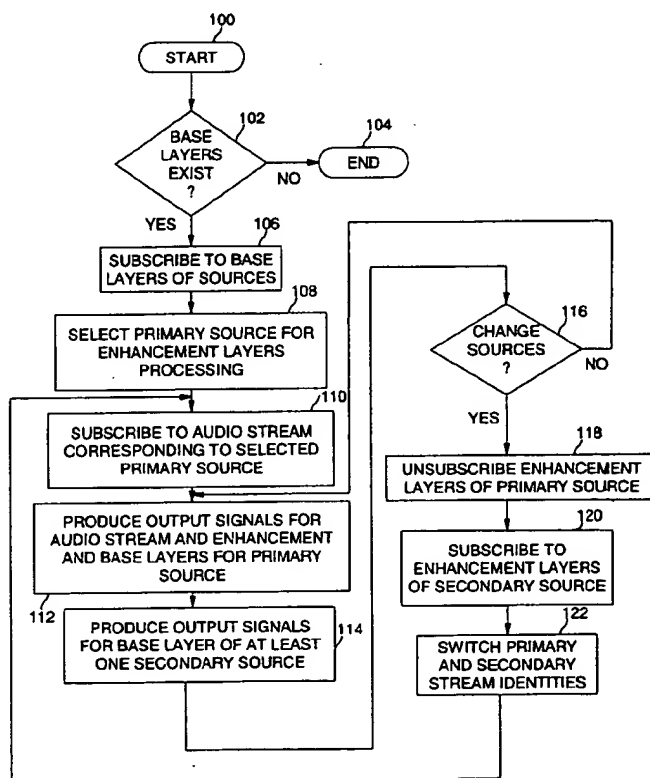 100
START
102
BASE
LAYERS
EXIST
?
104
END
NO
YES
106
SUBSCRIBE TO BASE
LAYERS OF SOURCES
108
SELECT PRIMARY SOURCE FOR
ENHANCEMENT LAYERS
PROCESSING
110
SUBSCRIBE TO AUDIO STREAM
CORRESPONDING TO SELECTED
PRIMARY SOURCE
PRODUCE OUTPUT SIGNALS FOR
AUDIO STREAM AND ENHANCEMENT
AND BASE LAYERS FOR PRIMARY
SOURCE
112
PRODUCE OUTPUT SIGNALS
FOR BASE LAYER OF AT LEAST
ONE SECONDARY SOURCE
114
116
CHANGE
SOURCES
?
NO
YES
118
UNSUBSCRIBE ENHANCEMENT
LAYERS OF PRIMARY SOURCE
120
SUBSCRIBE TO
ENHANCEMENT LAYERS
OF SECONDARY SOURCE
122
SWITCH PRIMARY
AND SECONDARY
STREAM IDENTITIES